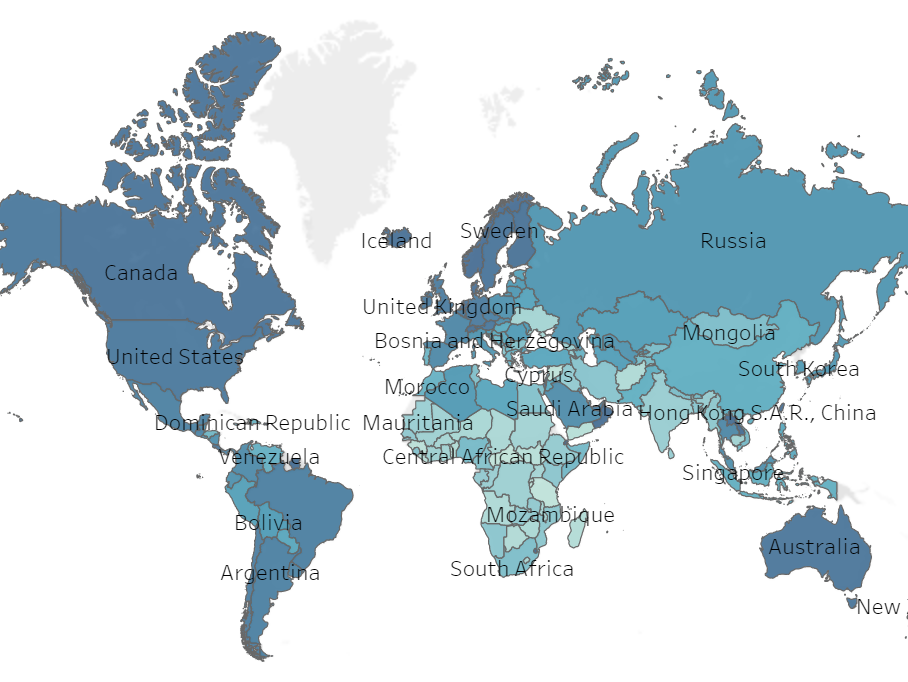 Sweden
Iceland
Russia
Canada
United Kingdom
Mongolia
Bosnia and Herzegovina
United States
South Korea
Cyprus
Morocco
Saudi Arabia
Hong Kong S.A.R., China
Dominican Republic
Mauritania
Venezuela
Central African Republic
Singapore
Mozambique
Bolivia
Australia
South Africa
Argentina
New